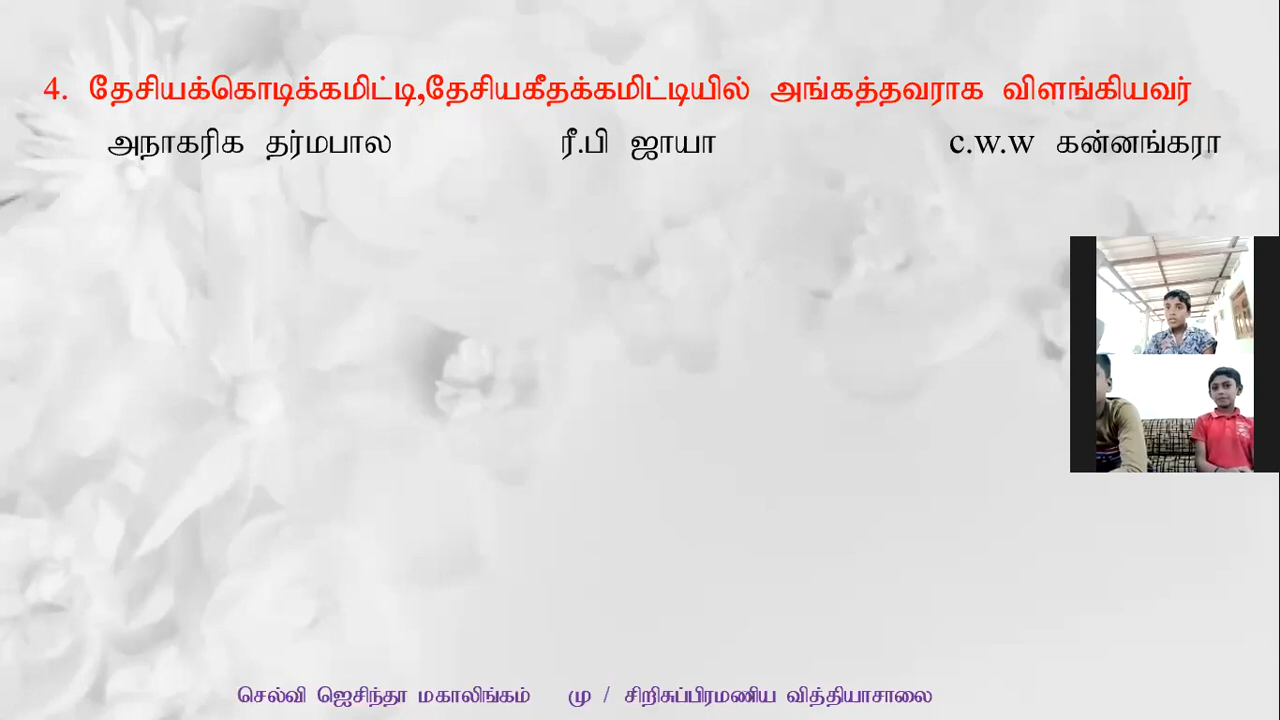 4. தேசியக்கொடிக்கமிட்டி,தேசியகீதக்கமிட்டியில் அங்கத்தவராக விளங்கியவர்
அநாகரிக தர்மபால ரீ.பி ஜாயா c.w.w கன்னங்கரா
செல்வி ஜெசிந்தா மகாலிங்கம் மு / சிறிசுப்பிரமணிய வித்தியாசாலை